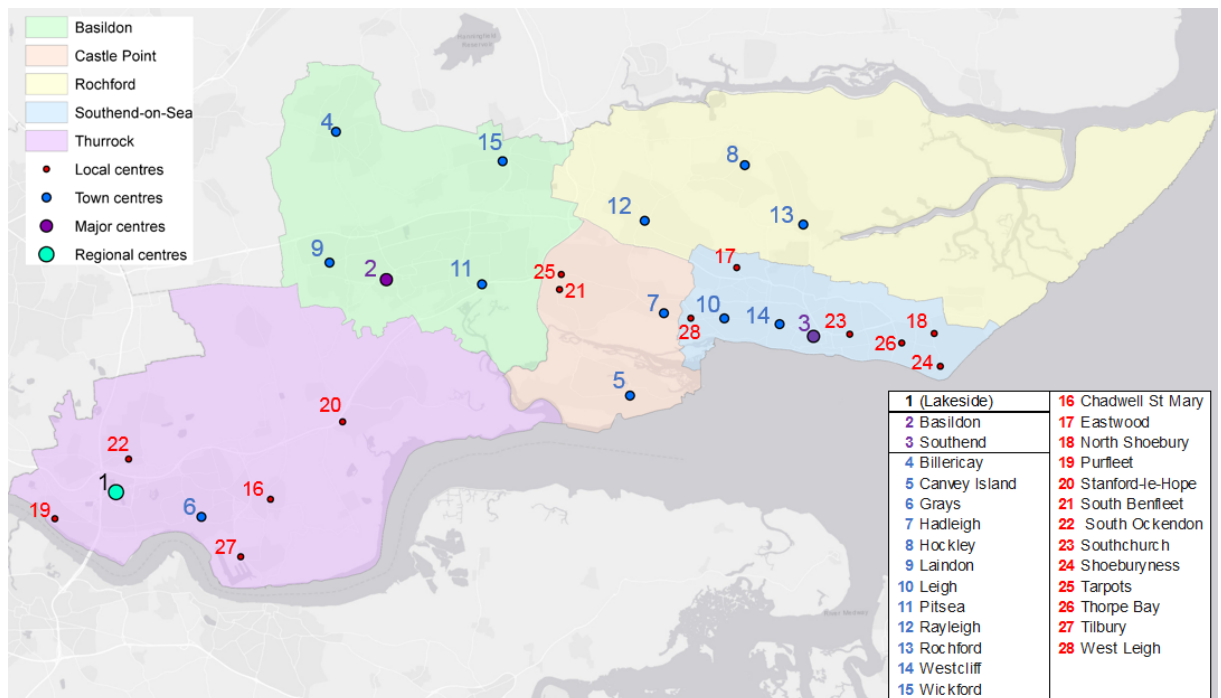 Basildon
Castle Point
Rochford
Southend-on-Sea
Thurrock
Local centres
Town centres
Major centres
Regional centres
Hanningfield
Reservoir
4
15
8
12
13
9
2
11
25
21
17
7
28
10
14
3
23
26
18
24
5
20
22
1
19
6
16
27
River Medway
1 (Lakeside)
2 Basildon
3 Southend
4 Billericay
5 Canvey Island
6 Grays
7 Hadleigh
8 Hockley
9 Laindon
10 Leigh
11 Pitsea
12 Rayleigh
13 Rochford
14 Westcliff
15 Wickford
16 Chadwell St Mary
17 Eastwood
18 North Shoebury
19 Purfleet
20 Stanford-le-Hope
21 South Benfleet
22 South Ockendon
23 Southchurch
24 Shoeburyness
25 Tarpots
26 Thorpe Bay
27 Tilbury
28 West Leigh